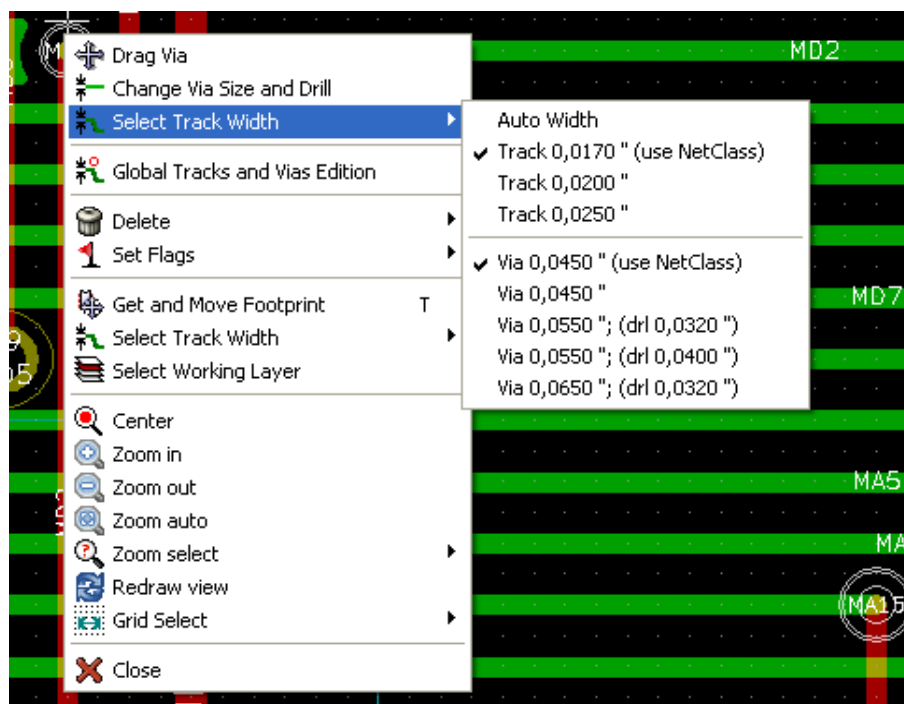 MD2
Drag Via
Change Via Size and Drill
Select Track Width
Auto Width
Track 0,0170 " (use NetClass)
Track 0,0200 "
Track 0,0250 "
Global Tracks and Vias Edition
Delete
Set Flags
Via 0,0450 " (use NetClass)
Via 0,0450 "
Via 0,0550 "; (drl 0,0320 ")
Via 0,0550 "; (drl 0,0400 ")
Via 0,0650 "; (drl 0,0320 ")
MD7
Get and Move Footprint T
Select Track Width
Select Working Layer
Center
Zoom in
Zoom out
Zoom auto
Zoom select
Redraw view
Grid Select
Close
MA5
MA
MA15